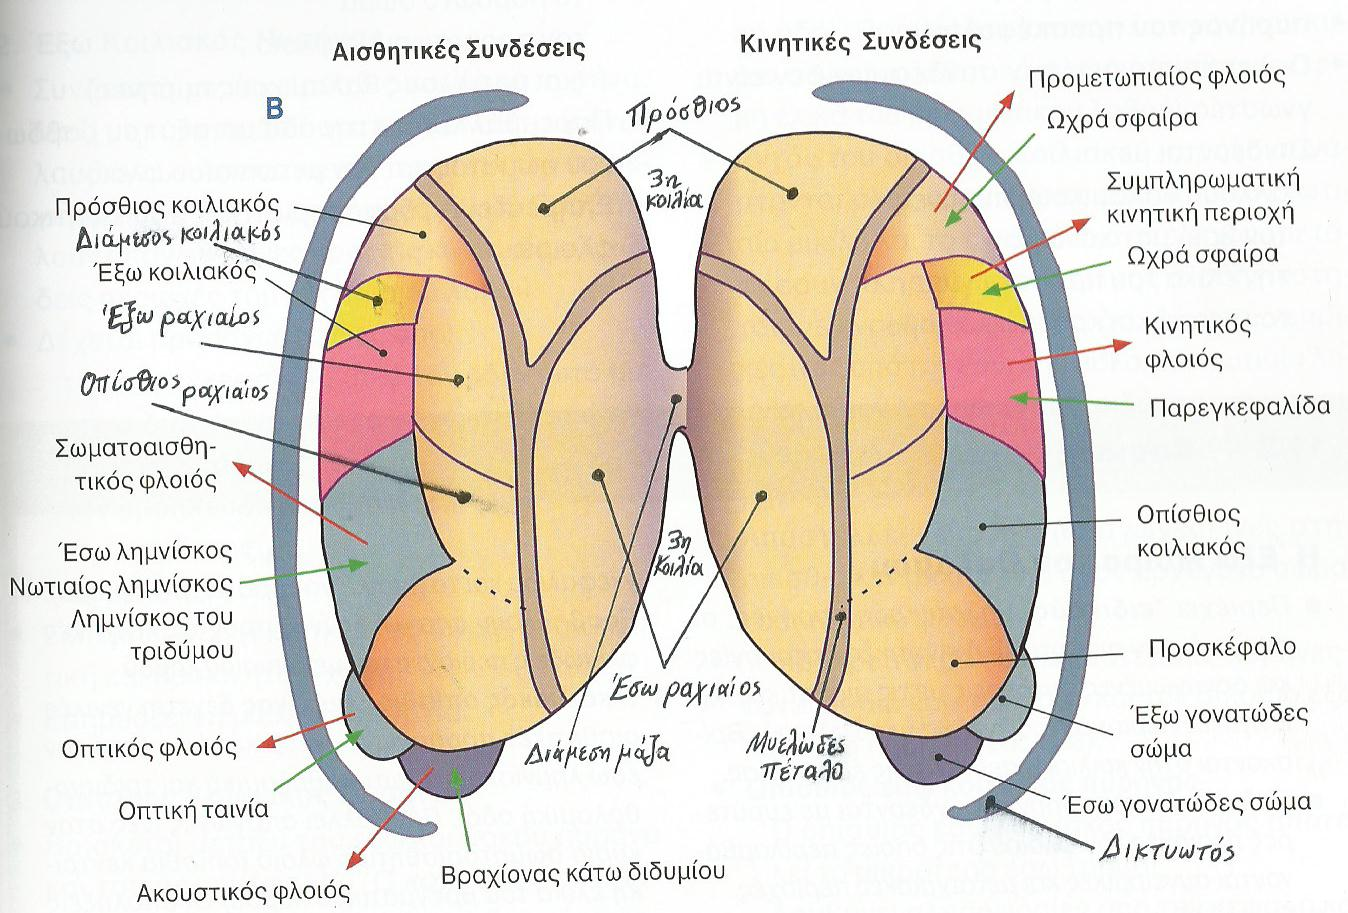 Αισθητικές Συνδέσεις
Κινητικές Συνδέσεις
Β
Πρόσθιος
3η
κοιλία
Πρόσθιος κοιλιακός
Διάμεσος κοιλιακός
Έξω κοιλιακός
Έξω ραχιαίος
Οπίσθιος ραχιαίος
Σωματοαισθη-
τικός φλοιός
Έσω λημνίσκος
Νωτιαίος λημνίσκος
Λημνίσκος του
τριδύμου
Οπτικός φλοιός
Οπτική ταινία
Ακουστικός φλοιός
Βραχίονας κάτω διδυμίου
3η
κοιλία
Έσω ραχιαίος
Διάμεση μάζα
Μυελώδες
πέταλο
Προμετωπιαίος φλοιός
Ωχρά σφαίρα
Συμπληρωματική
κινητική περιοχή
Ωχρά σφαίρα
Κινητικός
φλοιός
Παρεγκεφαλίδα
Οπίσθιος
κοιλιακός
Προσκέφαλο
Έξω γονατώδες
σώμα
Έσω γονατώδες σώμα
Δικτυωτός